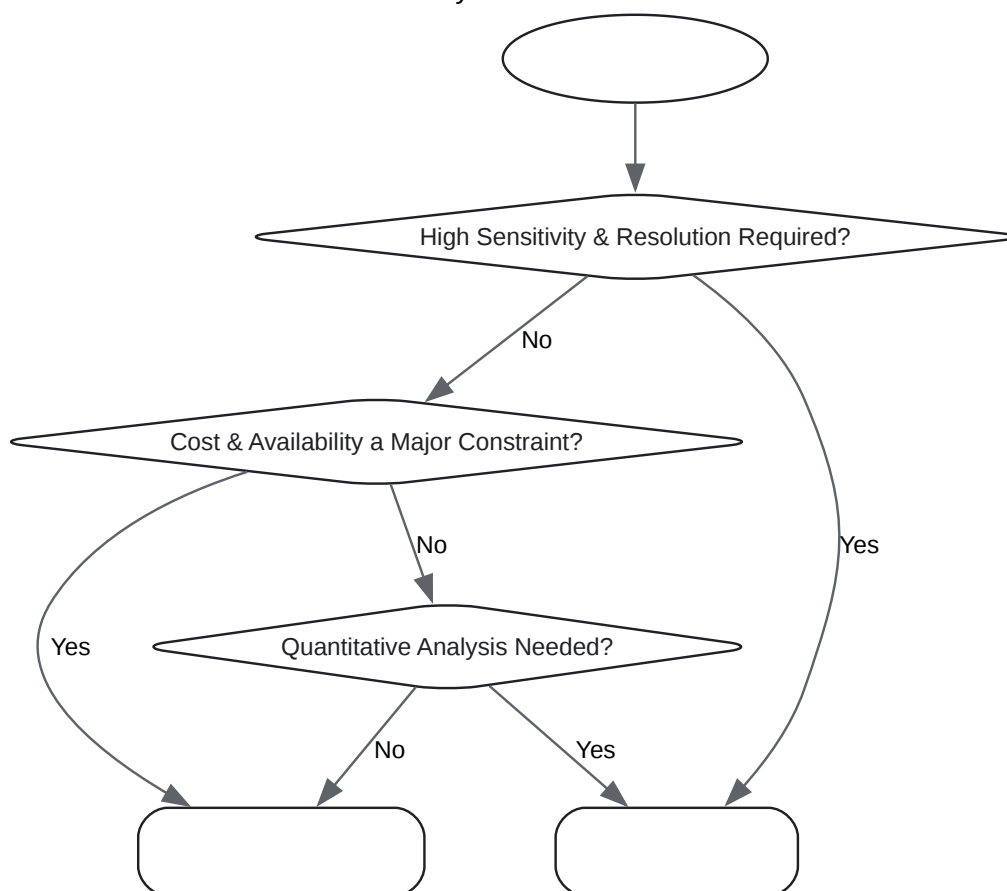 High Sensitivity & Resolution Required?
No
Cost & Availability a Major Constraint?
No
Yes
Yes
Quantitative Analysis Needed?
No
Yes